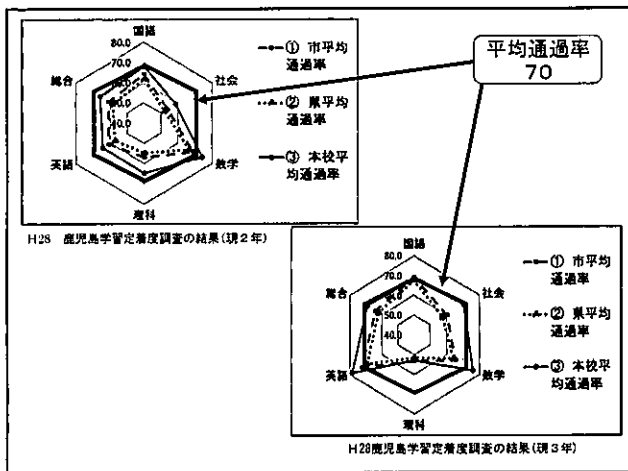 国語
80.0
70.0
40.0
社会
数学
理科
英語
総合
① 市平均
通過率
② 県平均
通過率
③ 本校平
均通過率
H28 鹿児島学習定着度調査の結果(現2年)
平均通過率
70
国語
80.0
70.0
60.0
50.0
40.0
社会
数学
理科
英語
総合
① 市平均
通過率
② 県平均
通過率
③ 本校平
均通過率
H28鹿児島学習定着度調査の結果(現3年)